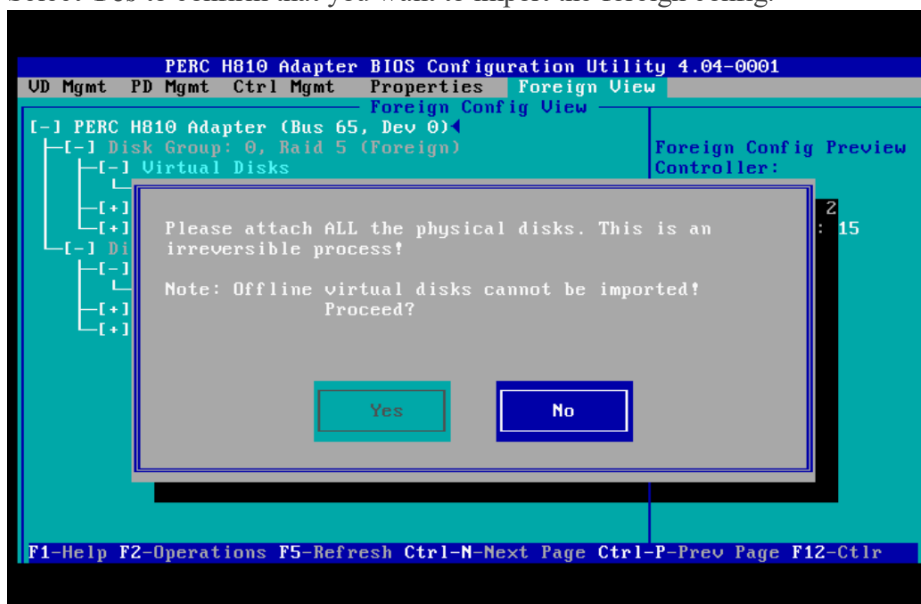 PERC H810 Adapter BIOS Configuration Utility 4.04-0001
VD Mgmt PD Mgmt Ctrl Mgmt Properties Foreign View
Foreign Config View
[-] PERC H810 Adapter (Bus 65, Dev 0)
[-] Disk Group: 0, Raid 5 (Foreign)
[-] Virtual Disks
[+]
[+]
[-] Di
[-]
[+]
[+]
Foreign Config Preview
Controller:
2
: 15
Please attach ALL the physical disks. This is an
irreversible process!
Note: Offline virtual disks cannot be imported!
Proceed?
Yes
No
F1-Help F2-Operations F5-Refresh Ctrl-N-Next Page Ctrl-P-Prev Page F12-Ctlr